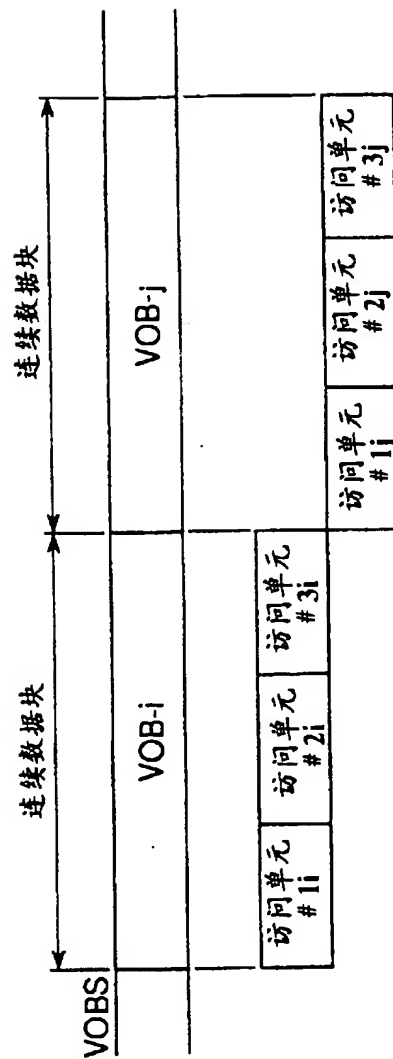 连续数据块
连续数据块
VOBS
VOB-i
VOB-j
访问单元
# 1i
访问单元
# 2i
访问单元
# 3i
访问单元
# 1j
访问单元
# 2j
访问单元
# 3j